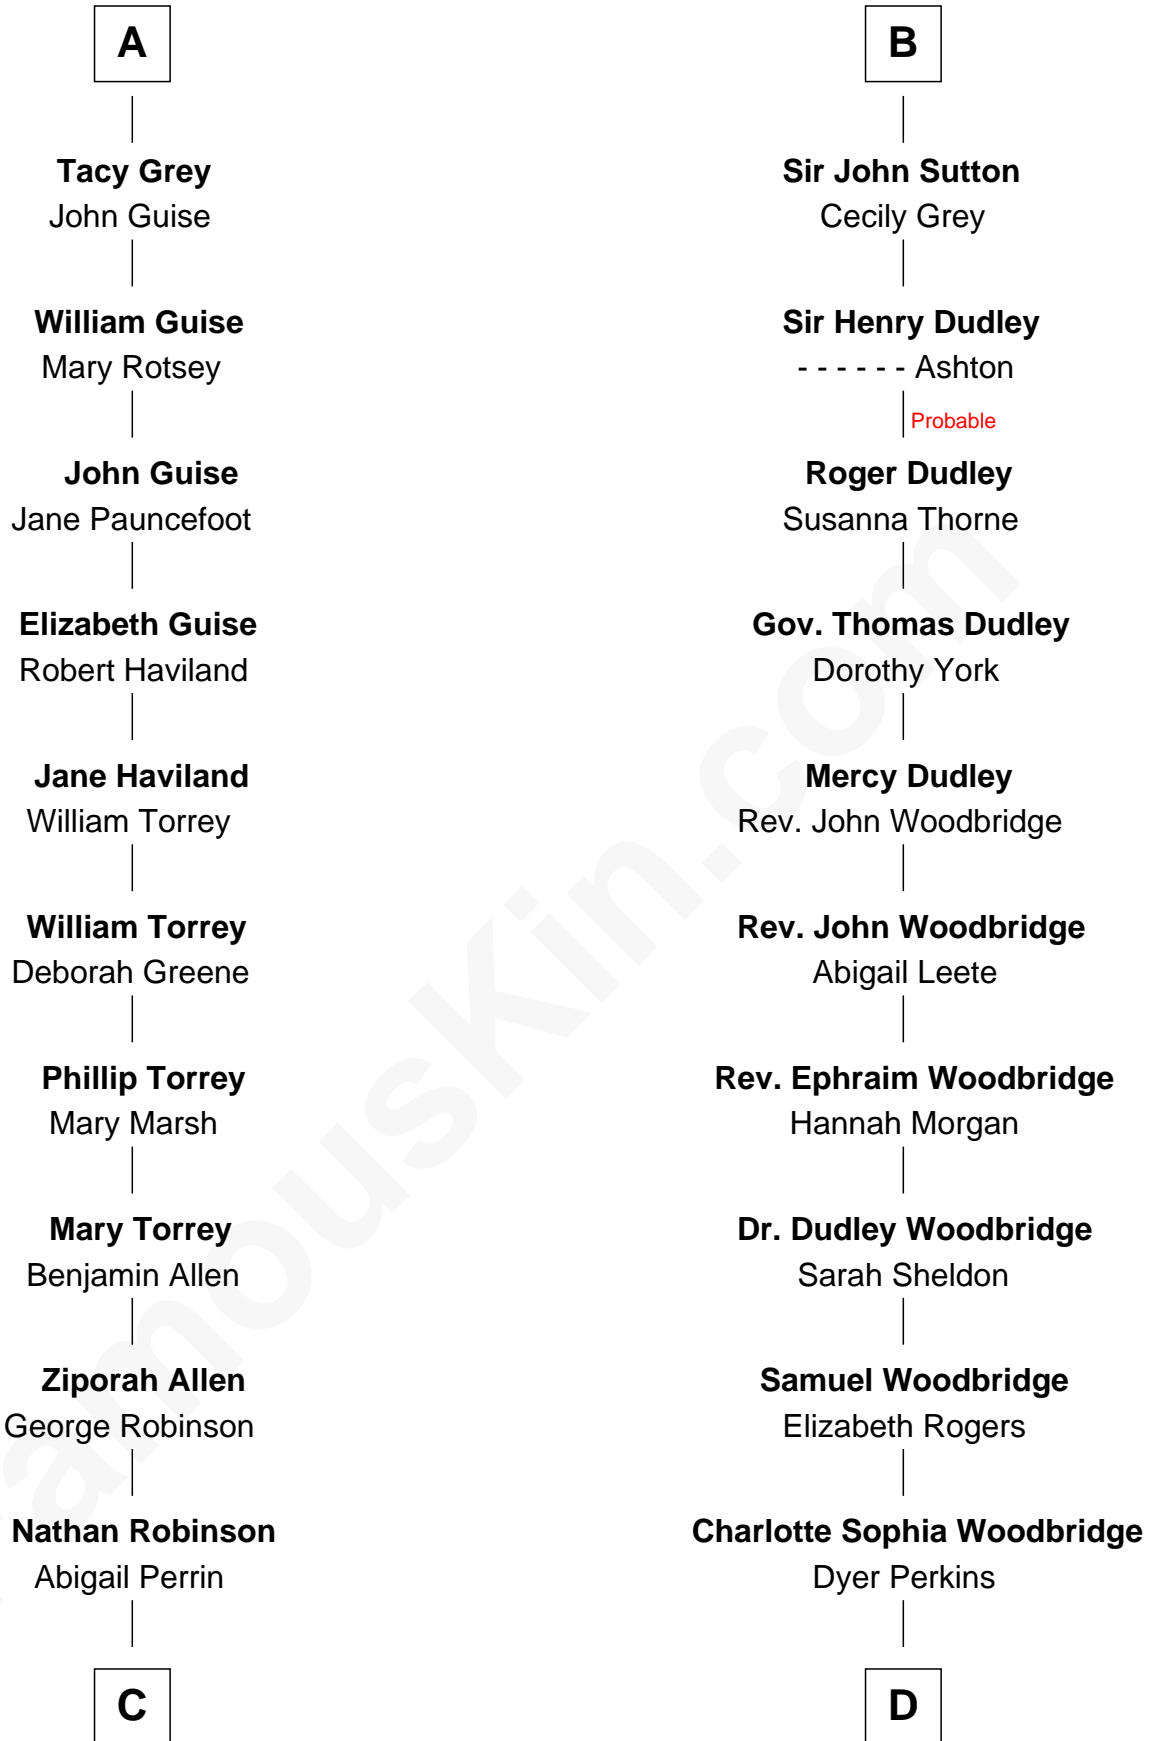 A
Tacy Grey
John Guise
William Guise
Mary Rotsey
John Guise
Jane Pauncefoot
Elizabeth Guise
Robert Haviland
Jane Haviland
William Torrey
William Torrey
Deborah Greene
Phillip Torrey
Mary Marsh
Mary Torrey
Benjamin Allen
Ziporah Allen
George Robinson
Nathan Robinson
Abigail Perrin
C
B
Sir John Sutton
Cecily Grey
Sir Henry Dudley
- - - - - - Ashton
Probable
Roger Dudley
Susanna Thorne
Gov. Thomas Dudley
Dorothy York
Mercy Dudley
Rev. John Woodbridge
Rev. John Woodbridge
Abigail Leete
Rev. Ephraim Woodbridge
Hannah Morgan
Dr. Dudley Woodbridge
Sarah Sheldon
Samuel Woodbridge
Elizabeth Rogers
Charlotte Sophia Woodbridge
Dyer Perkins
D
FamousKin.com